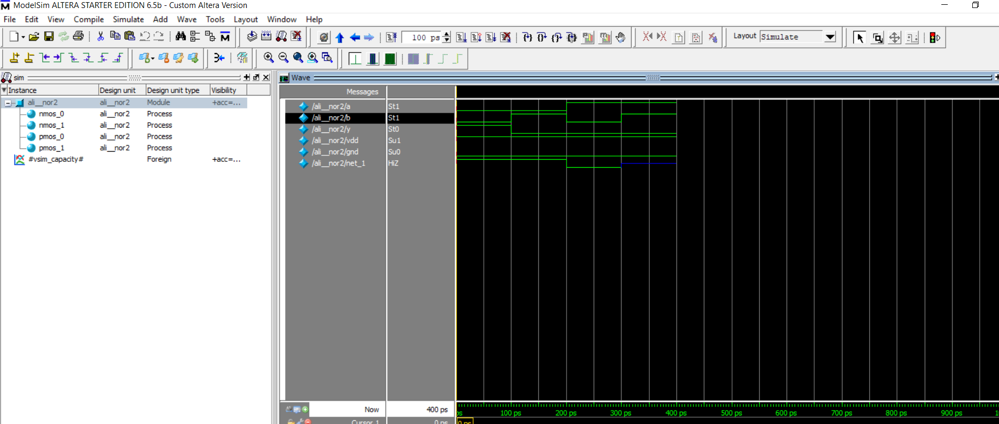 ModelSim ALTERA STARTER EDITION 6.5b - Custom Altera Version
File Edit View Compile Simulate Add Wave Tools Layout Window Help
100 ps Layout Simulate
sim
Instance Design unit Design unit type Visibility
ali__nor2 ali__nor2 Module +acc=...
nmos_0 ali__nor2 Process
nmos_1 ali__nor2 Process
pmos_0 ali__nor2 Process
pmos_1 ali__nor2 Process
#vsim_capacity# Foreign +acc=...
Wave
Messages
/ali__nor2/a St1
/ali__nor2/b St1
/ali__nor2/y St0
/ali__nor2/vdd Su1
/ali__nor2/gnd Su0
/ali__nor2/net_1 HiZ
Now 400 ps
ps 100 ps 200 ps 300 ps 400 ps 500 ps 600 ps 700 ps 800 ps 900 ps 1
Cursor 1 0 ps 0 ps